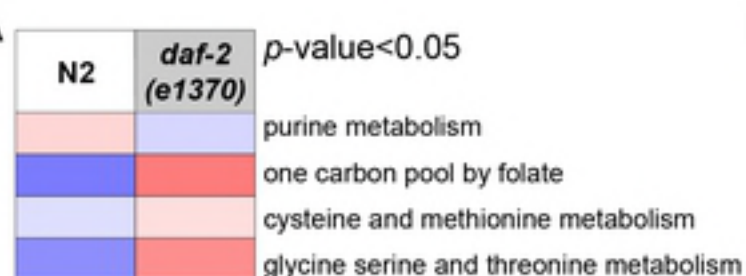 N2
daf-2
(e1370)
p-value<0.05
purine metabolism
one carbon pool by folate
cysteine and methionine metabolism
glycine serine and threonine metabolism